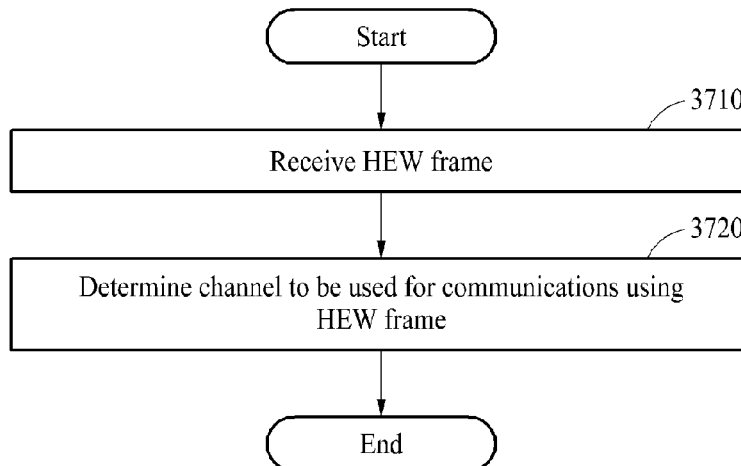 Start
3710
Receive HEW frame
3720
Determine channel to be used for communications using
HEW frame
End